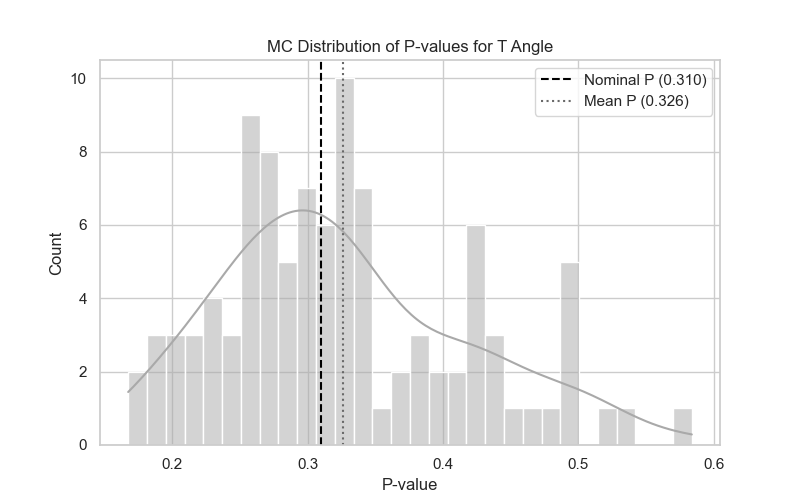 MC Distribution of P-values for T Angle
Nominal P (0.310)
Mean P (0.326)
Count
10
8
6
4
2
0
0.2 0.3 0.4 0.5 0.6
P-value